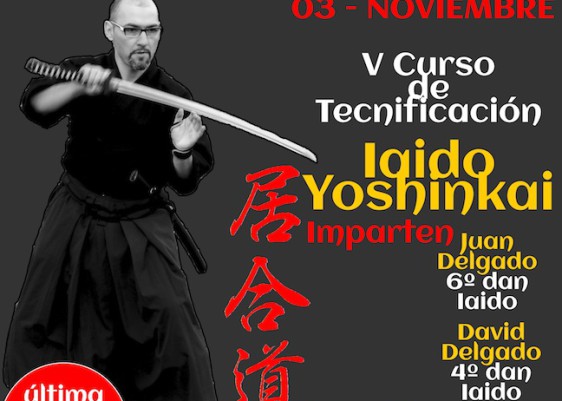 03 - NOVIEMBRE
V Curso
de
Tecnificación
Iaido
Yoshinkai
Imparten
Juan
Delgado
6º dan
Iaido
David
Delgado
4º dan
Iaido
居合道
última